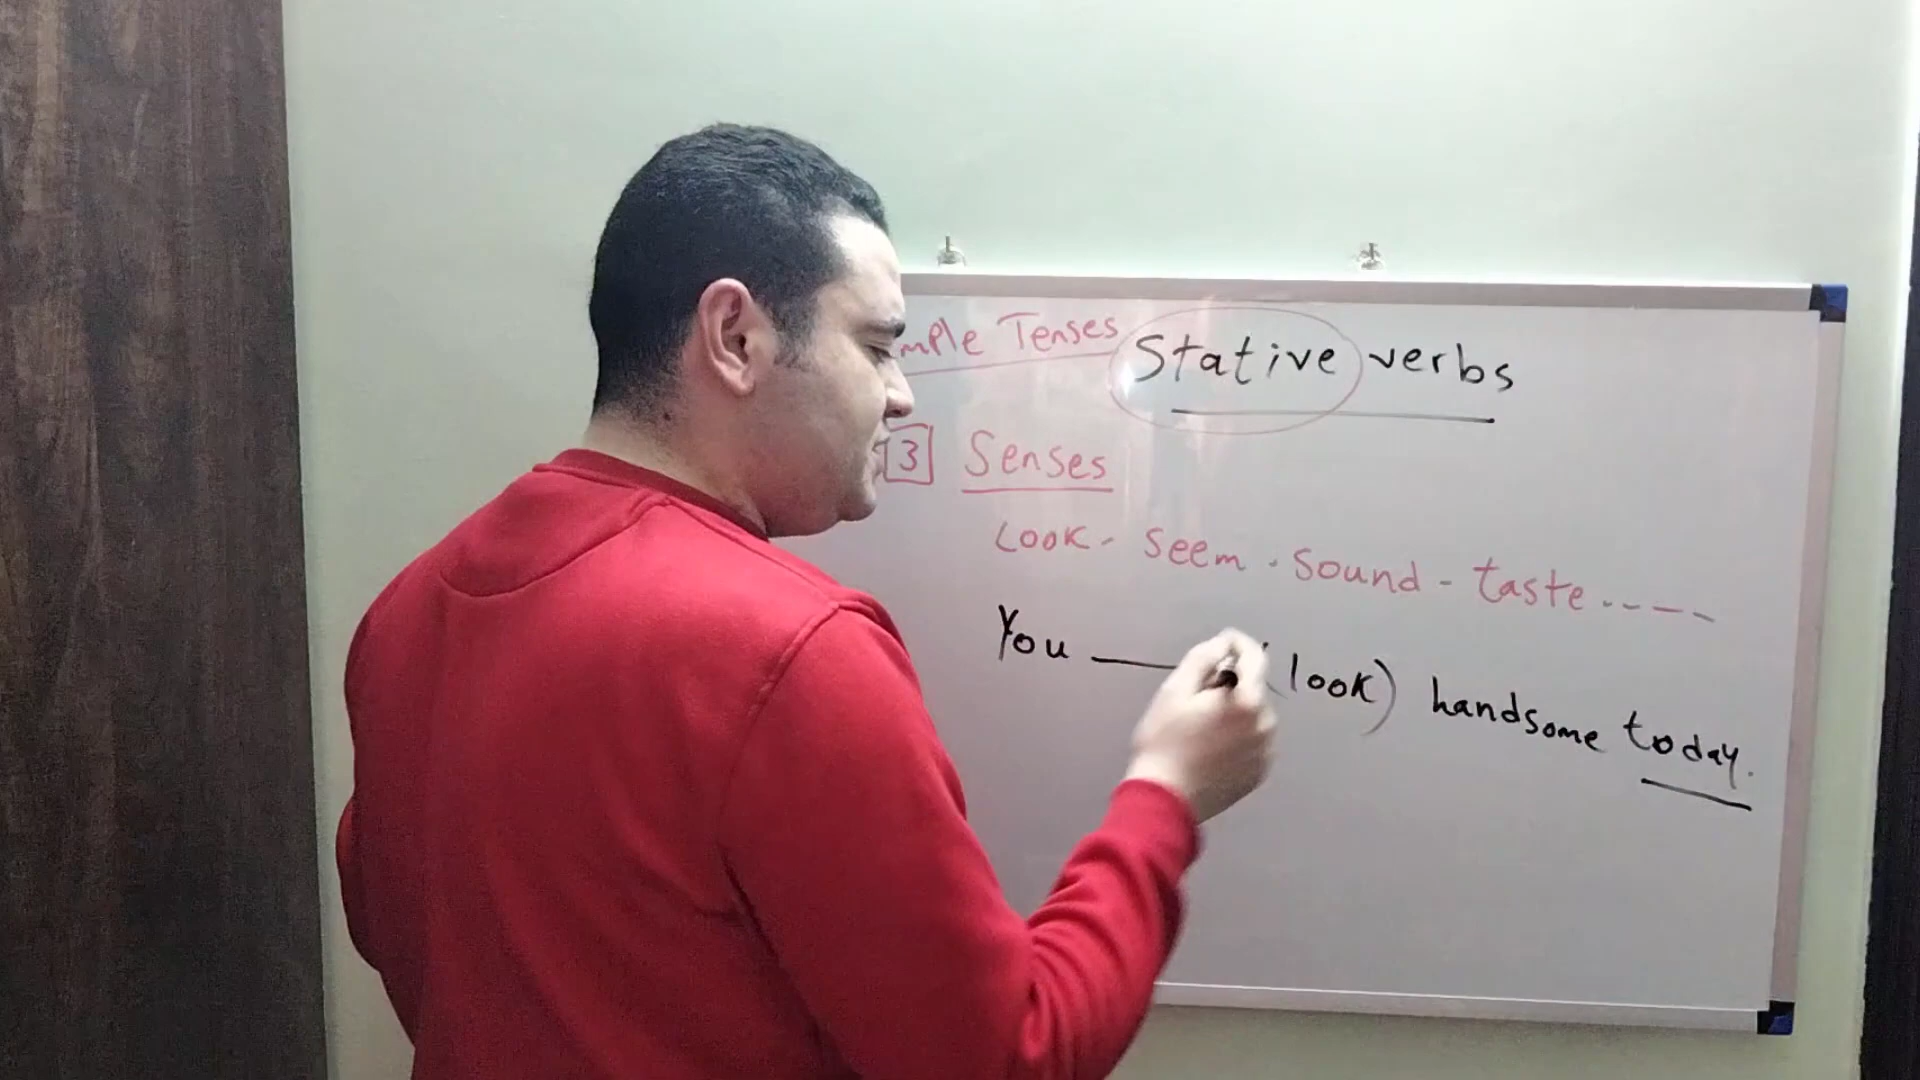 mple Tenses Stative verbs
3 Senses
Look - Seem - Sound - taste -----
You ____ (look) handsome today.